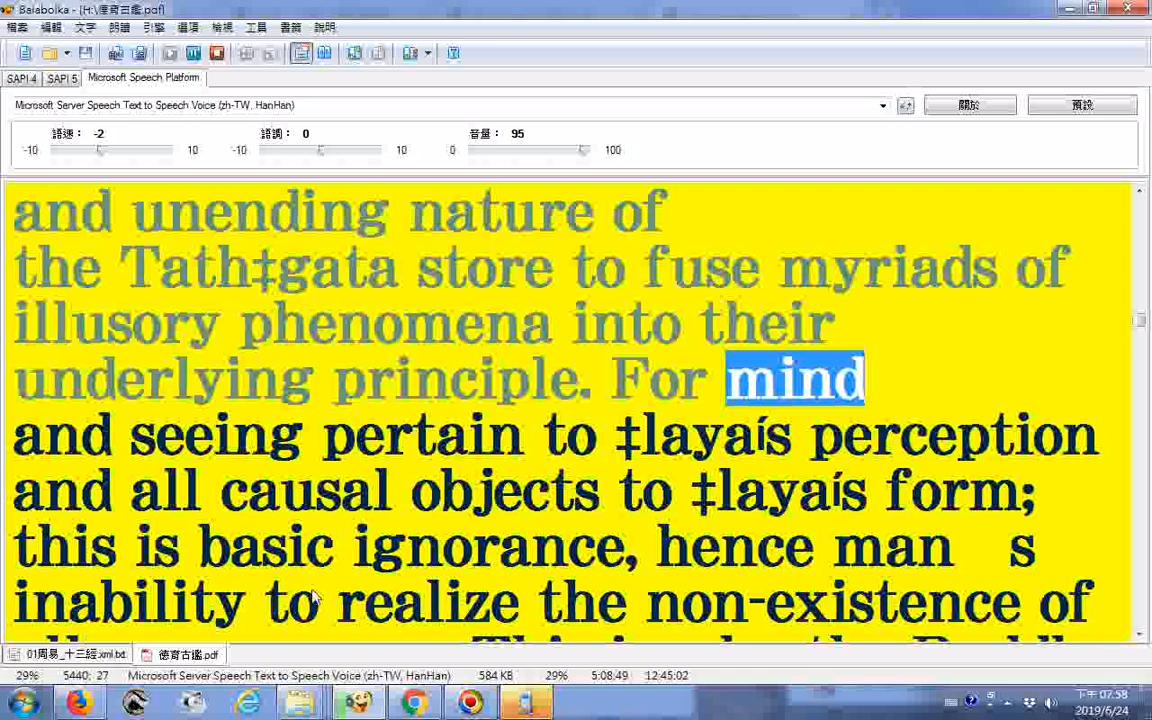 Balabolka - [H:\德育古鑑.pdf]
檔案 編輯 文字 朗讀 引擎 選項 檢視 工具 書籤 說明
SAPI 4 SAPI 5 Microsoft Speech Platform
Microsoft Server Speech Text to Speech Voice (zh-TW, HanHan) 關於 預設
語速： -2 語調： 0 音量： 95
-10 10 -10 10 0 100
and unending nature of
the Tath‡gata store to fuse myriads of
illusory phenomena into their
underlying principle. For mind
and seeing pertain to ‡layaís perception
and all causal objects to ‡layaís form;
this is basic ignorance, hence man s
inability to realize the non-existence of
01周易_十三經.xml.txt 德育古鑑.pdf
29% 5440; 27 Microsoft Server Speech Text to Speech Voice (zh-TW, HanHan) 584 KB 29% 5:08:49 12:45:02
下午 07:58
2019/6/24